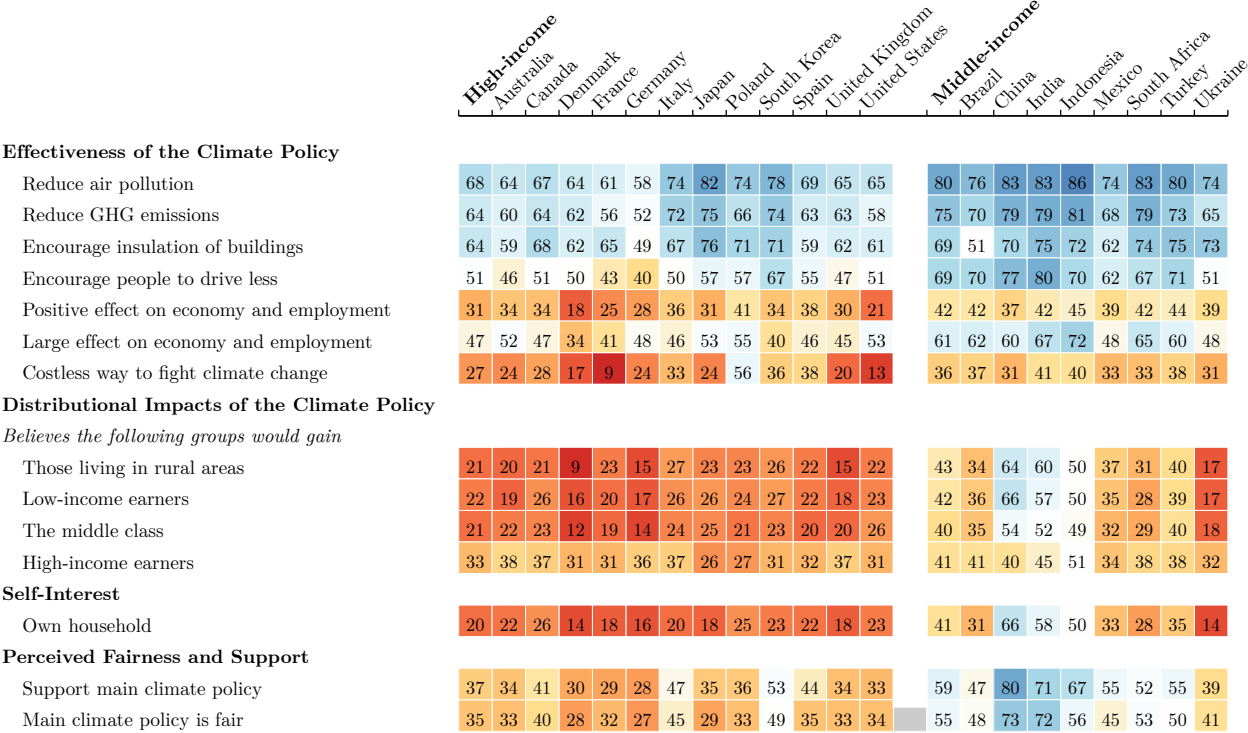 High-income Australia Canada Denmark France Germany Italy Japan Poland South Korea Spain United Kingdom United States Middle-income Brazil China India Indonesia Mexico South Africa Turkey Ukraine
Effectiveness of the Climate Policy
Reduce air pollution 68 64 67 64 61 58 74 82 74 78 69 65 65 80 76 83 83 86 74 83 80 74
Reduce GHG emissions 64 60 64 62 56 52 72 75 66 74 63 63 58 75 70 79 79 81 68 79 73 65
Encourage insulation of buildings 64 59 68 62 65 49 67 76 71 71 59 62 61 69 51 70 75 72 62 74 75 73
Encourage people to drive less 51 46 51 50 43 40 50 57 57 67 55 47 51 69 70 77 80 70 62 67 71 51
Positive effect on economy and employment 31 34 34 18 25 28 36 31 41 34 38 30 21 42 42 37 42 45 39 42 44 39
Large effect on economy and employment 47 52 47 34 41 48 46 53 55 40 46 45 53 61 62 60 67 72 48 65 60 48
Costless way to fight climate change 27 24 28 17 9 24 33 24 56 36 38 20 13 36 37 31 41 40 33 33 38 31
Distributional Impacts of the Climate Policy
Believes the following groups would gain
Those living in rural areas 21 20 21 9 23 15 27 23 23 26 22 15 22 43 34 64 60 50 37 31 40 17
Low-income earners 22 19 26 16 20 17 26 26 24 27 22 18 23 42 36 66 57 50 35 28 39 17
The middle class 21 22 23 12 19 14 24 25 21 23 20 20 26 40 35 54 52 49 32 29 40 18
High-income earners 33 38 37 31 31 36 37 26 27 31 32 37 31 41 41 40 45 51 34 38 38 32
Self-Interest
Own household 20 22 26 14 18 16 20 18 25 23 22 18 23 41 31 66 58 50 33 28 35 14
Perceived Fairness and Support
Support main climate policy 37 34 41 30 29 28 47 35 36 53 44 34 33 59 47 80 71 67 55 52 55 39
Main climate policy is fair 35 33 40 28 32 27 45 29 33 49 35 33 34 55 48 73 72 56 45 53 50 41